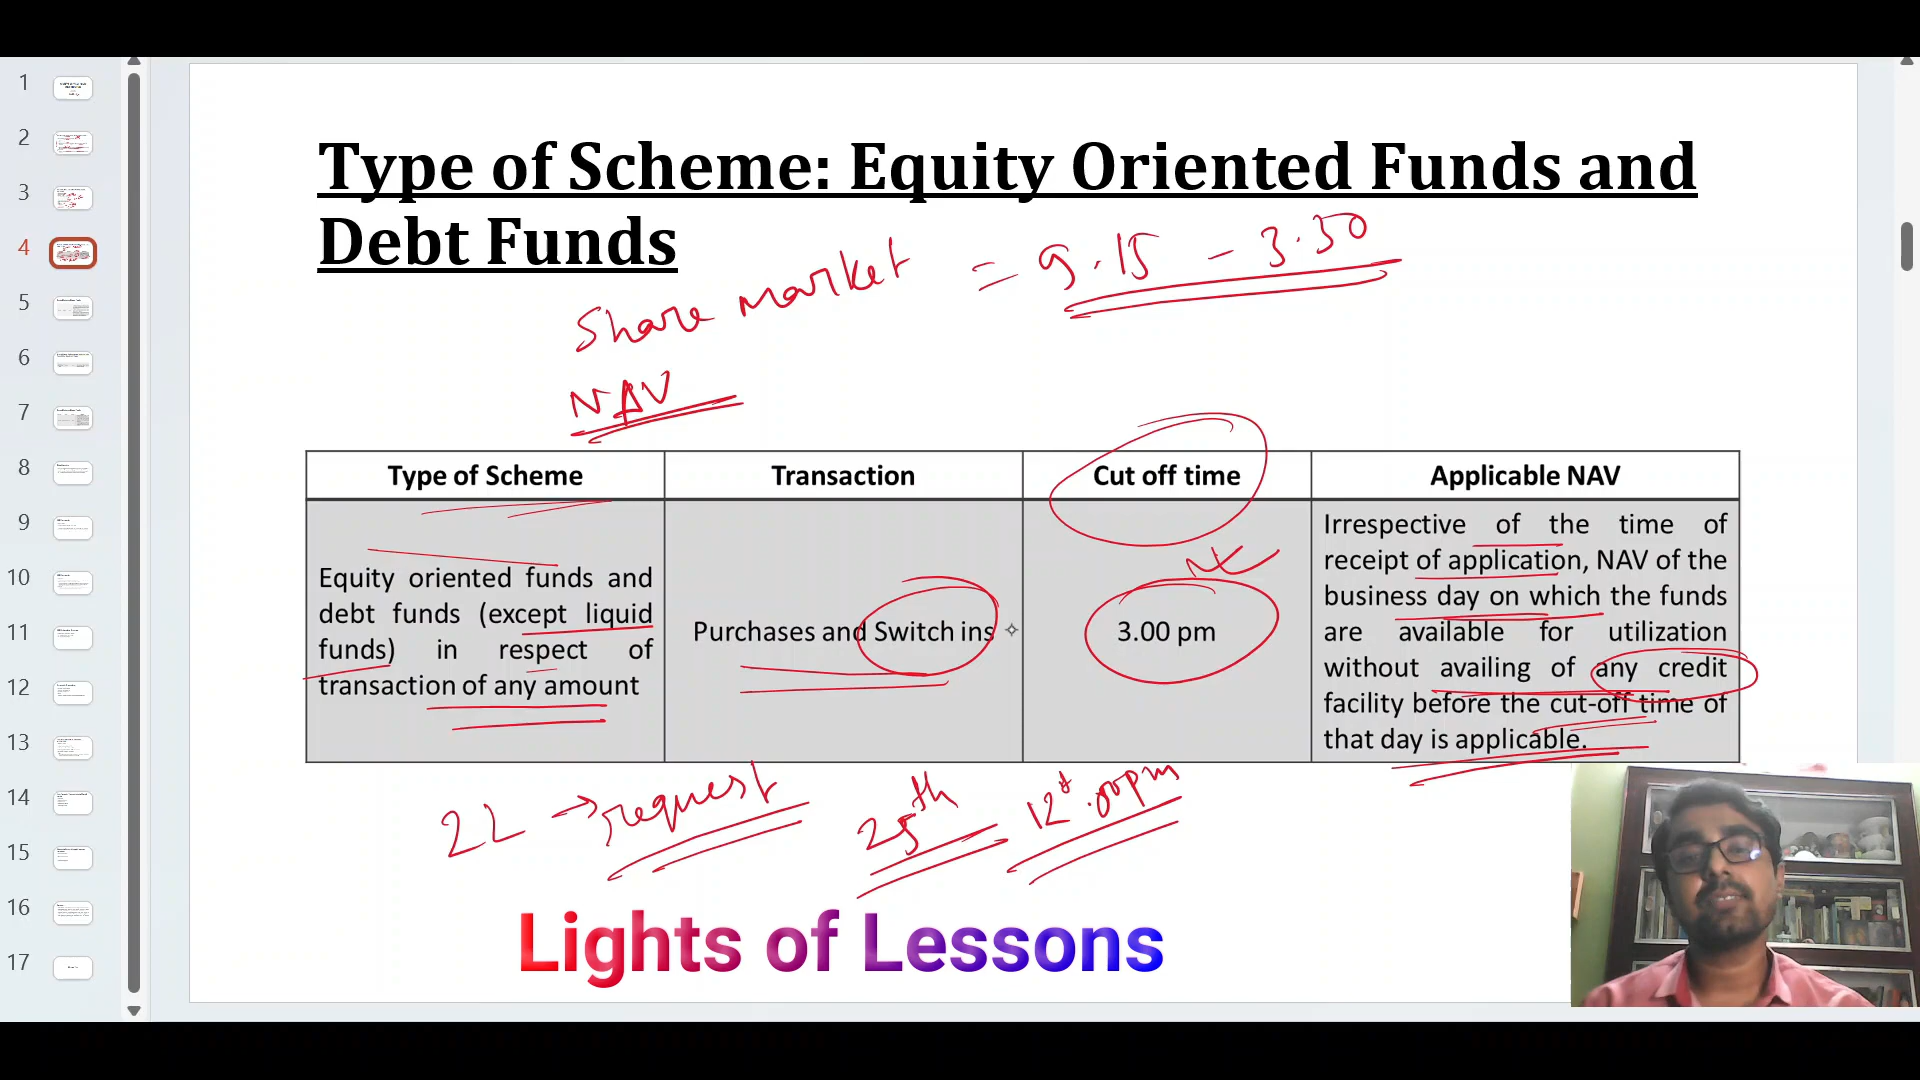 1
2
3
4
5
6
7
8
9
10
11
12
13
14
15
16
17
Type of Scheme: Equity Oriented Funds and
Debt Funds
Share market = 9.15 - 3.30
NAV
Type of Scheme
Equity oriented funds and
debt funds (except liquid
funds) in respect of
transaction of any amount
Transaction
Purchases and Switch ins
Cut off time
3.00 pm
Applicable NAV
Irrespective of the time of
receipt of application, NAV of the
business day on which the funds
are available for utilization
without availing of any credit
facility before the cut-off time of
that day is applicable.
2L → request 25th 12.00pm
Lights of Lessons